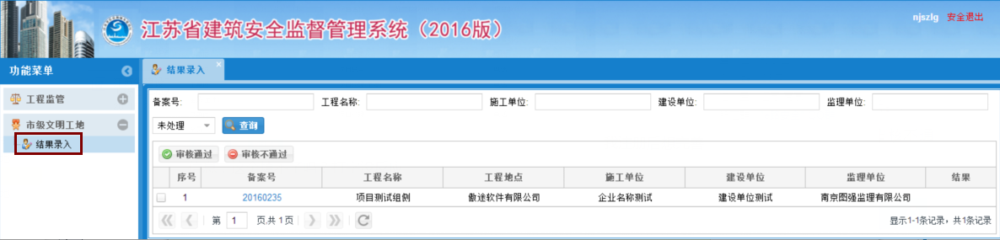 江苏省建筑安全监督管理系统（2016版）
njszlg 安全退出
功能菜单
结果录入
工程监管
市级文明工地
结果录入
备案号: 工程名称: 施工单位: 建设单位: 监理单位:
未处理 查询
审核通过 审核不通过
序号 备案号 工程名称 工程地点 施工单位 建设单位 监理单位 结果
1 20160235 项目测试组别 傲途软件有限公司 企业名称测试 建设单位测试 南京图强监理有限公司
第 1 页,共 1 页 显示1-1条记录，共1条记录